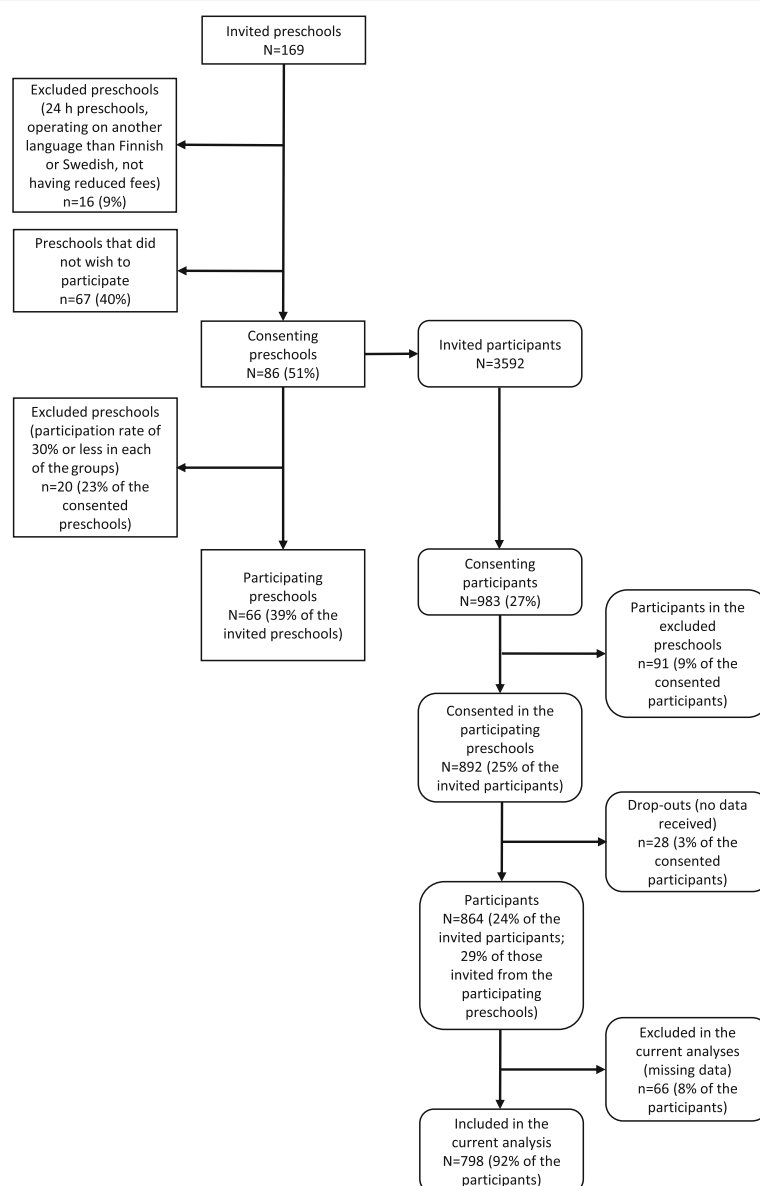 Invited preschools
N=169
Excluded preschools
(24 h preschools,
operating on another
language than Finnish
or Swedish, not
having reduced fees)
n=16 (9%)
Preschools that did
not wish to
participate
n=67 (40%)
Consenting
preschools
N=86 (51%)
Invited participants
N=3592
Excluded preschools
(participation rate of
30% or less in each
of the groups)
n=20 (23% of the
consented
preschools)
Participating
preschools
N=66 (39% of the
invited preschools)
Consenting
participants
N=983 (27%)
Participants in the
excluded
preschools
n=91 (9% of the
consented
participants)
Consented in the
participating
preschools
N=892 (25% of the
invited participants)
Drop-outs (no data
received)
n=28 (3% of the
consented
participants)
Participants
N=864 (24% of the
invited participants;
29% of those
invited from the
participating
preschools)
Excluded in the
current analyses
(missing data)
n=66 (8% of the
participants)
Included in the
current analysis
N=798 (92% of the
participants)